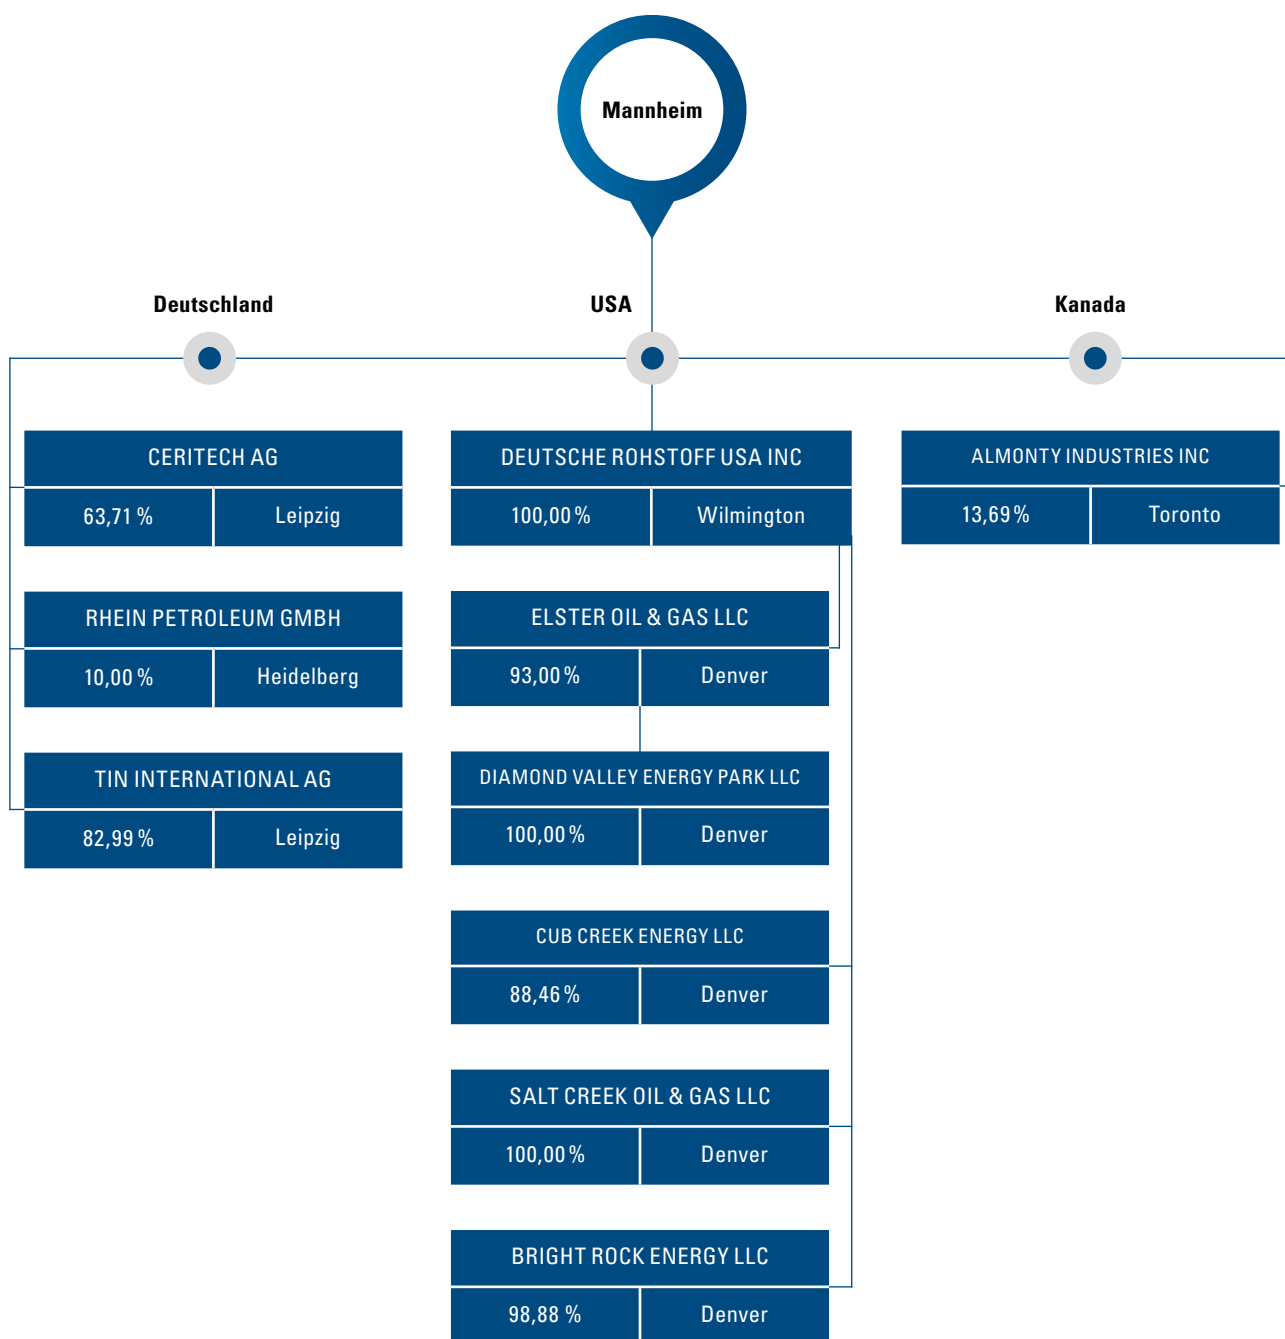 Mannheim
Deutschland
USA
Kanada
CERITECH AG
63,71 % Leipzig
RHEIN PETROLEUM GMBH
10,00 % Heidelberg
TIN INTERNATIONAL AG
82,99 % Leipzig
DEUTSCHE ROHSTOFF USA INC
100,00 % Wilmington
ELSTER OIL & GAS LLC
93,00 % Denver
DIAMOND VALLEY ENERGY PARK LLC
100,00 % Denver
CUB CREEK ENERGY LLC
88,46 % Denver
SALT CREEK OIL & GAS LLC
100,00 % Denver
BRIGHT ROCK ENERGY LLC
98,88 % Denver
ALMONTY INDUSTRIES INC
13,69 % Toronto